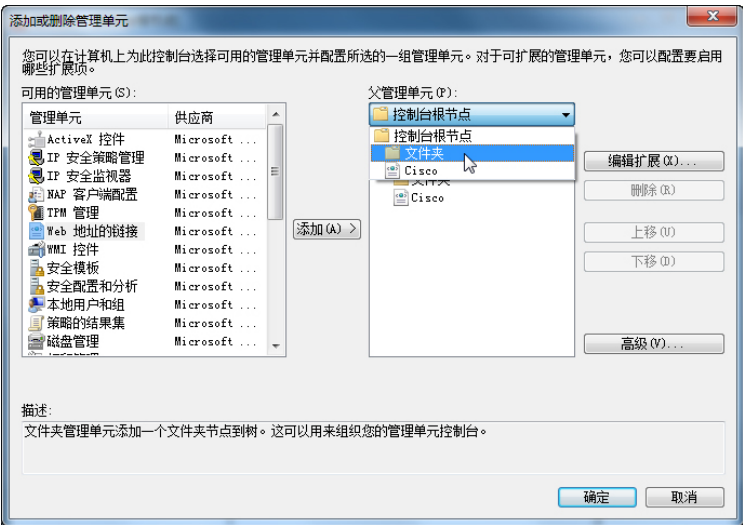 添加或删除管理单元
您可以在计算机上为此控制台选择可用的管理单元并配置所选的一组管理单元。对于可扩展的管理单元，您可以配置要启用
哪些扩展项。
可用的管理单元(S):
父管理单元(P):
管理单元 供应商
ActiveX 控件 Microsoft ...
IP 安全策略管理 Microsoft ...
IP 安全监视器 Microsoft ...
NAP 客户端配置 Microsoft ...
TPM 管理 Microsoft ...
Web 地址的链接 Microsoft ...
WMI 控件 Microsoft ...
安全模板 Microsoft ...
安全配置和分析 Microsoft ...
本地用户和组 Microsoft ...
策略的结果集 Microsoft ...
磁盘管理 Microsoft ...
添加(A) >
控制台根节点
控制台根节点
文件夹
Cisco
Cisco
编辑扩展(X)...
删除(R)
上移(U)
下移(D)
高级(V)...
描述:
文件夹管理单元添加一个文件夹节点到树。这可以用来组织您的管理单元控制台。
确定
取消